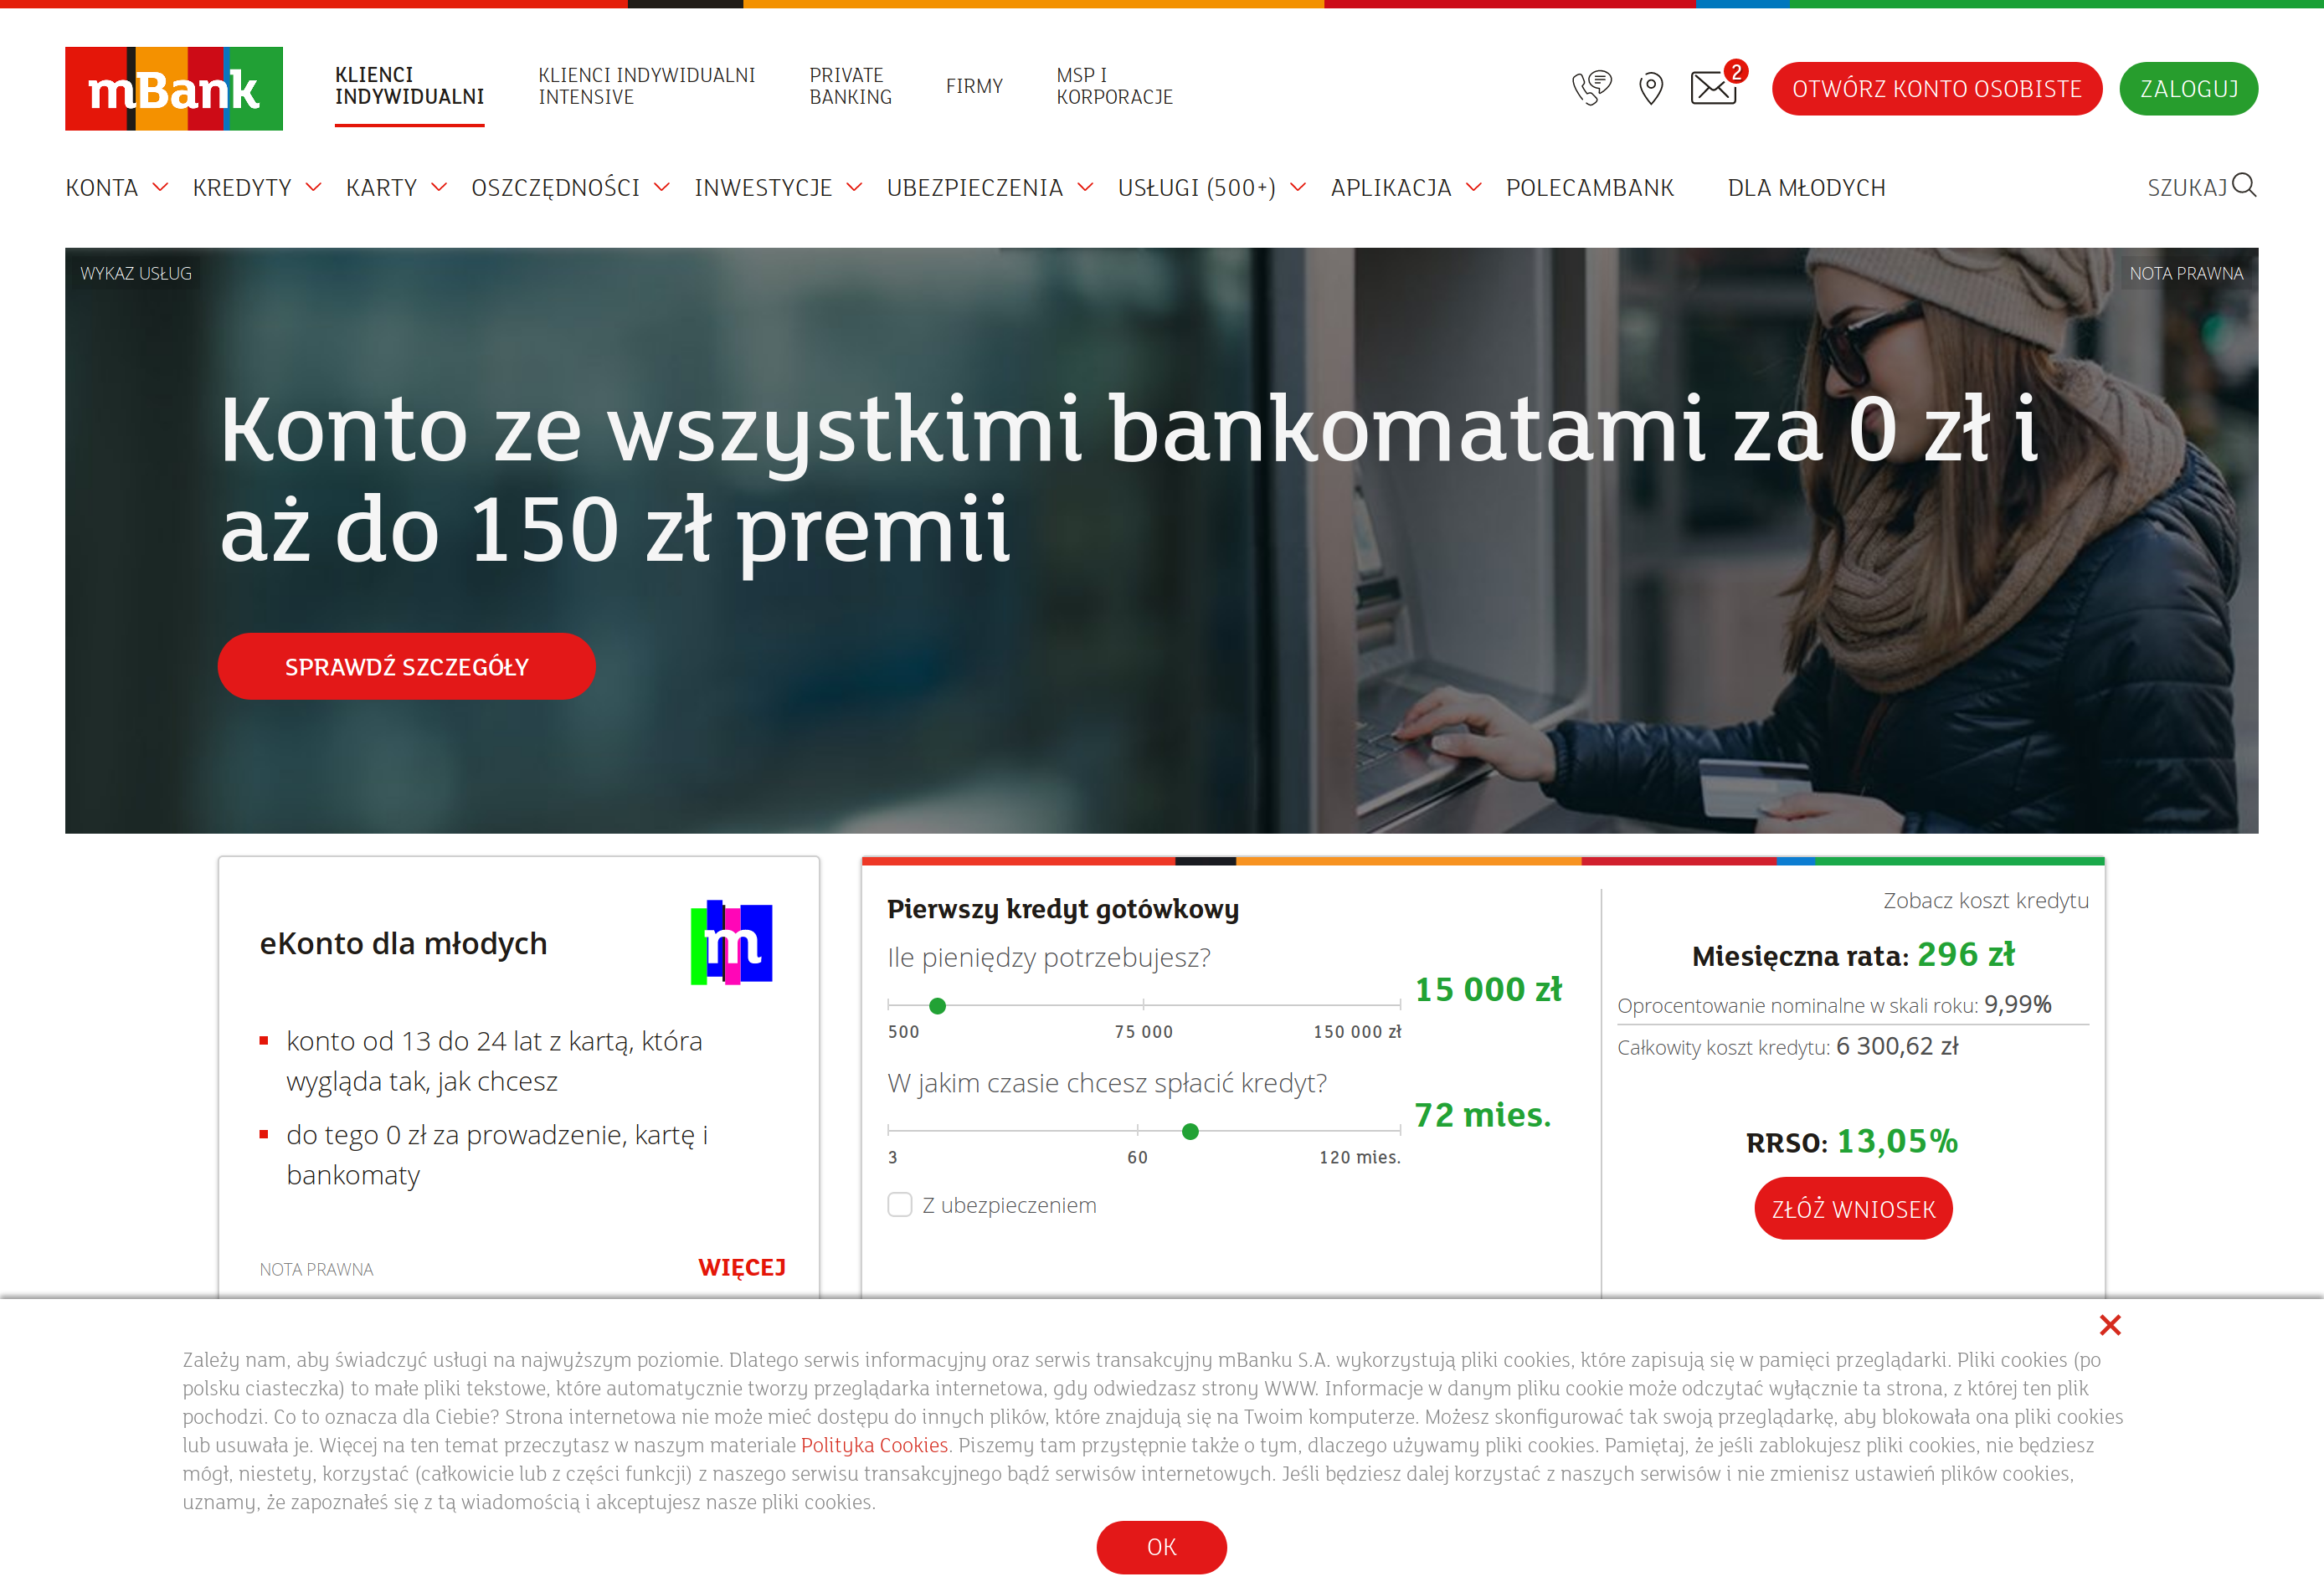 mBank
KLIENCI
INDYWIDUALNI
KLIENCI INDYWIDUALNI
INTENSIVE
PRIVATE
BANKING
FIRMY
MSP I
KORPORACJE
2
OTWÓRZ KONTO OSOBISTE
ZALOGUJ
KONTA
KREDYTY
KARTY
OSZCZĘDNOŚCI
INWESTYCJE
UBEZPIECZENIA
USŁUGI (500+)
APLIKACJA
POLECAMBANK
DLA MŁODYCH
SZUKAJ
WYKAZ USŁUG
NOTA PRAWNA
Konto ze wszystkimi bankomatami za 0 zł i
aż do 150 zł premii
SPRAWDŹ SZCZEGÓŁY
eKonto dla młodych
m
konto od 13 do 24 lat z kartą, która
wygląda tak, jak chcesz
do tego 0 zł za prowadzenie, kartę i
bankomaty
NOTA PRAWNA
WIĘCEJ
Pierwszy kredyt gotówkowy
Ile pieniędzy potrzebujesz?
15 000 zł
500
75 000
150 000 zł
W jakim czasie chcesz spłacić kredyt?
72 mies.
3
60
120 mies.
Z ubezpieczeniem
Zobacz koszt kredytu
Miesięczna rata: 296 zł
Oprocentowanie nominalne w skali roku: 9,99%
Całkowity koszt kredytu: 6 300,62 zł
RRSO: 13,05%
ZŁÓŻ WNIOSEK
Zależy nam, aby świadczyć usługi na najwyższym poziomie. Dlatego serwis informacyjny oraz serwis transakcyjny mBanku S.A. wykorzystują pliki cookies, które zapisują się w pamięci przeglądarki. Pliki cookies (po
polsku ciasteczka) to małe pliki tekstowe, które automatycznie tworzy przeglądarka internetowa, gdy odwiedzasz strony WWW. Informacje w danym pliku cookie może odczytać wyłącznie ta strona, z której ten plik
pochodzi. Co to oznacza dla Ciebie? Strona internetowa nie może mieć dostępu do innych plików, które znajdują się na Twoim komputerze. Możesz skonfigurować tak swoją przeglądarkę, aby blokowała ona pliki cookies
lub usuwała je. Więcej na ten temat przeczytasz w naszym materiale Polityka Cookies. Piszemy tam przystępnie także o tym, dlaczego używamy pliki cookies. Pamiętaj, że jeśli zablokujesz pliki cookies, nie będziesz
mógł, niestety, korzystać (całkowicie lub z części funkcji) z naszego serwisu transakcyjnego bądź serwisów internetowych. Jeśli będziesz dalej korzystać z naszych serwisów i nie zmienisz ustawień plików cookies,
uznamy, że zapoznałeś się z tą wiadomością i akceptujesz nasze pliki cookies.
OK